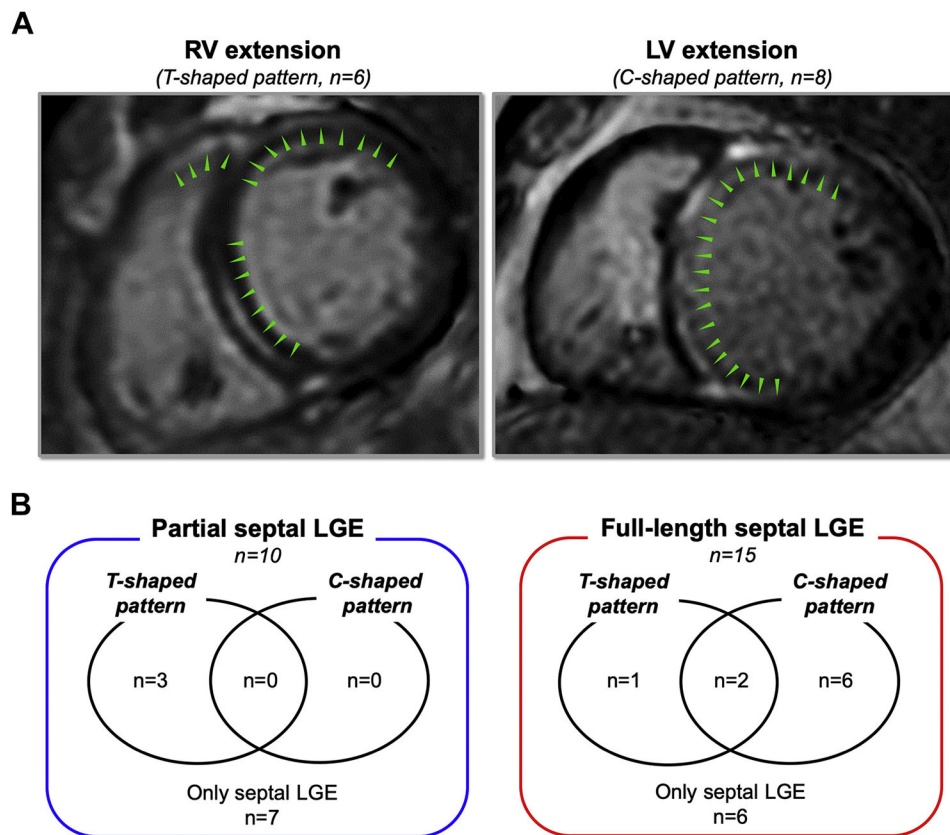 A
RV extension
(T-shaped pattern, n=6)
LV extension
(C-shaped pattern, n=8)
B
Partial septal LGE
n=10
T-shaped
pattern
C-shaped
pattern
n=3
n=0
n=0
Only septal LGE
n=7
Full-length septal LGE
n=15
T-shaped
pattern
C-shaped
pattern
n=1
n=2
n=6
Only septal LGE
n=6